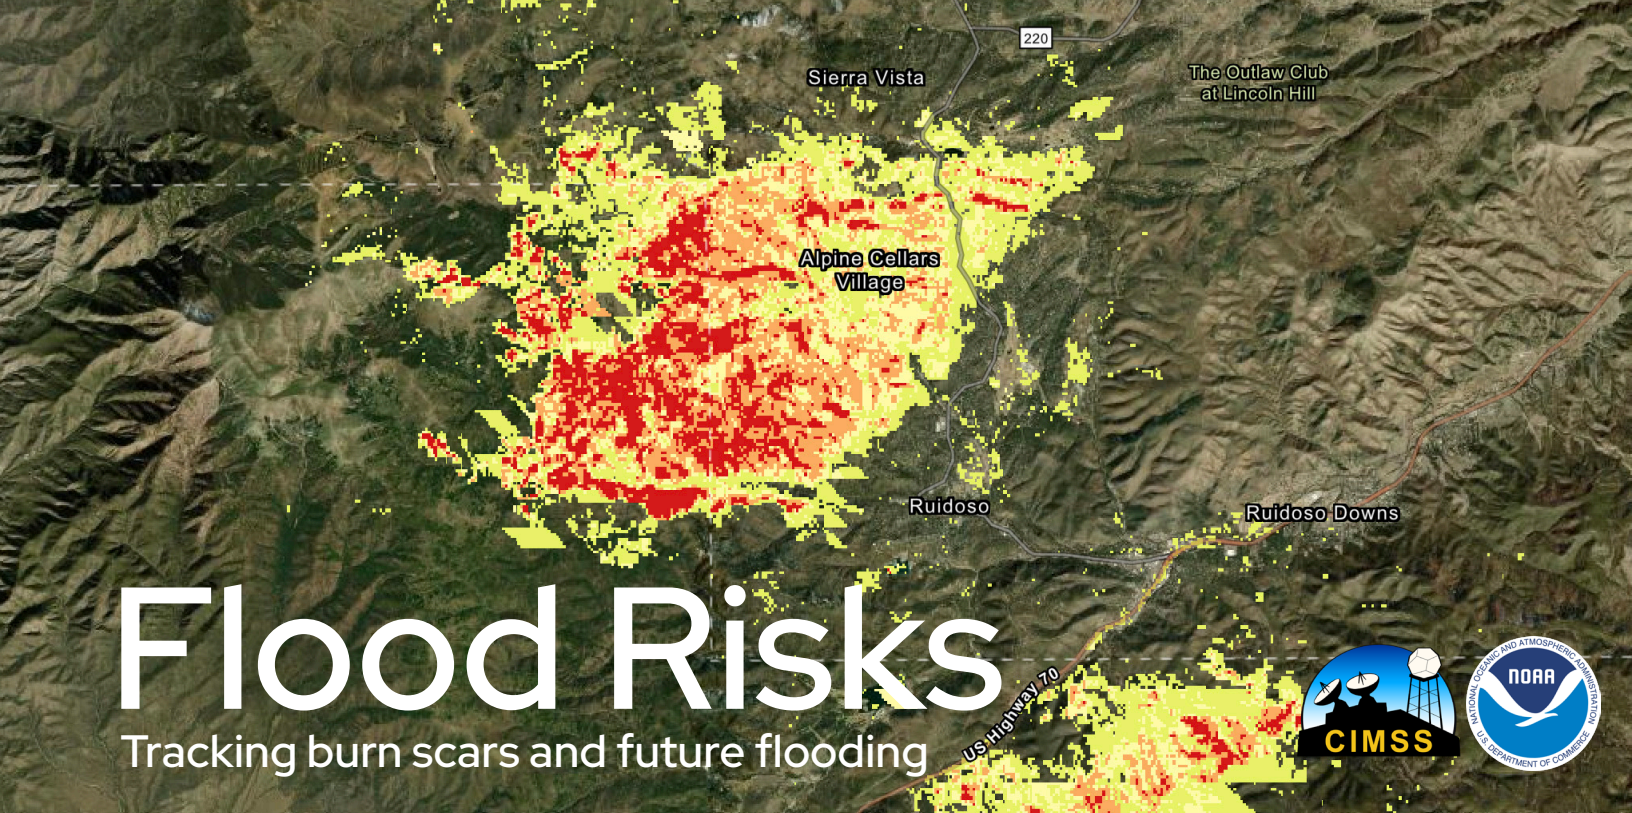 220
Sierra Vista
The Outlaw Club
at Lincoln Hill
Alpine Cellars
Village
Ruidoso
Ruidoso Downs
US Highway 70
Flood Risks
Tracking burn scars and future flooding
CIMSS
NATIONAL OCEANIC AND ATMOSPHERIC ADMINISTRATION
NOAA
U.S. DEPARTMENT OF COMMERCE